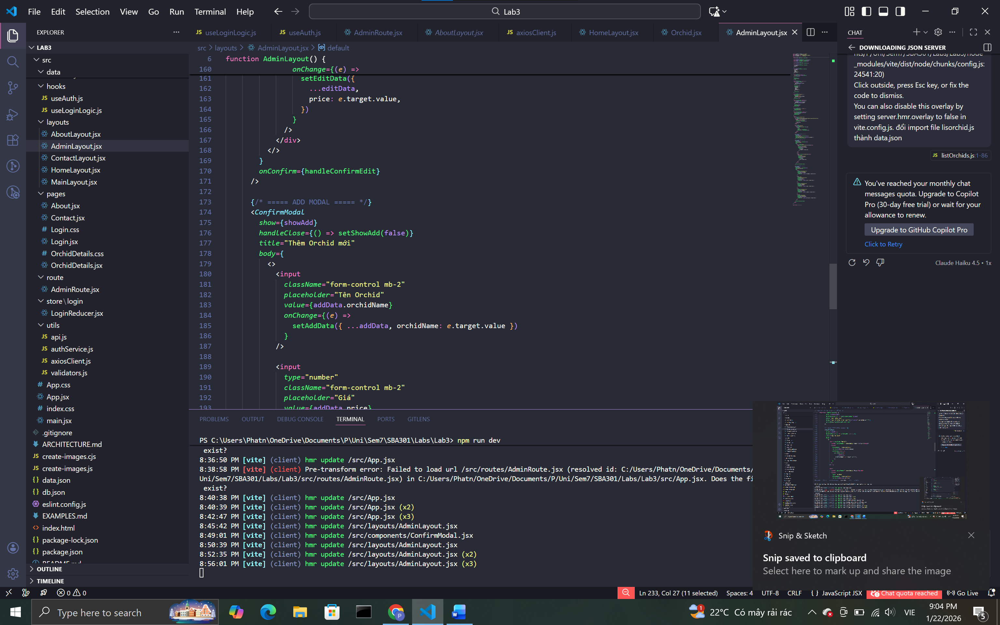 File Edit Selection View Go Run Terminal Help
Lab3
EXPLORER
LAB3
src
data
hooks
JS useAuth.js
JS useLoginLogic.js
layouts
AboutLayout.jsx
AdminLayout.jsx
ContactLayout.jsx
HomeLayout.jsx
MainLayout.jsx
pages
About.jsx
Contact.jsx
# Login.css
Login.jsx
# OrchidDetails.css
OrchidDetails.jsx
route
AdminRoute.jsx
store\login
LoginReducer.jsx
utils
JS api.js
JS authService.js
JS axiosClient.js
JS validators.js
# App.css
App.jsx
# index.css
main.jsx
.gitignore
ARCHITECTURE.md
JS create-images.cjs
JS create-images.js
{} data.json
{} db.json
eslint.config.js
EXAMPLES.md
<> index.html
{} package-lock.json
{} package.json
README.md
OUTLINE
TIMELINE
JS useLoginLogic.js
JS useAuth.js
AdminRoute.jsx
AboutLayout.jsx
JS axiosClient.js
HomeLayout.jsx
Orchid.jsx
AdminLayout.jsx
src > layouts > AdminLayout.jsx > default
6 function AdminLayout() {
160 onChange={(e) =>
161 setEditData({
162 ...editData,
163 price: e.target.value,
164 })
165 }
166 />
167 </div>
168 </>
169 }
170 onConfirm={handleConfirmEdit}
171 />
172
173 {/* ===== ADD MODAL ===== */}
174 <ConfirmModal
175 show={showAdd}
176 handleClose={() => setShowAdd(false)}
177 title="Thêm Orchid mới"
178 body={
179 <>
180 <input
181 className="form-control mb-2"
182 placeholder="Tên Orchid"
183 value={addData.orchidName}
184 onChange={(e) =>
185 setAddData({ ...addData, orchidName: e.target.value })
186 }
187 />
188
189 <input
190 type="number"
191 className="form-control mb-2"
192 placeholder="Giá"
193 value={addData.price}
PROBLEMS OUTPUT DEBUG CONSOLE TERMINAL PORTS GITLENS
PS C:\Users\Phatn\OneDrive\Documents\P\Uni\Sem7\SBA301\Labs\Lab3> npm run dev
exist?
8:36:50 PM [vite] (client) hmr update /src/App.jsx
8:38:58 PM [vite] (client) Pre-transform error: Failed to load url /src/routes/AdminRoute.jsx (resolved id: C:/Users/Phatn/OneDrive/Documents/
Uni/Sem7/SBA301/Labs/Lab3/src/routes/AdminRoute.jsx) in C:/Users/Phatn/OneDrive/Documents/P/Uni/Sem7/SBA301/Labs/Lab3/src/App.jsx. Does the fi
exist?
8:40:38 PM [vite] (client) hmr update /src/App.jsx
8:40:39 PM [vite] (client) hmr update /src/App.jsx (x2)
8:42:47 PM [vite] (client) hmr update /src/App.jsx (x3)
8:45:42 PM [vite] (client) hmr update /src/layouts/AdminLayout.jsx
8:49:01 PM [vite] (client) hmr update /src/components/ConfirmModal.jsx
8:50:39 PM [vite] (client) hmr update /src/layouts/AdminLayout.jsx
8:52:35 PM [vite] (client) hmr update /src/layouts/AdminLayout.jsx (x2)
8:56:01 PM [vite] (client) hmr update /src/layouts/AdminLayout.jsx (x3)
CHAT
DOWNLOADING JSON SERVER
nts/P/Uni/Sem7/SBA301/Labs/Lab3/node
_modules/vite/dist/node/chunks/config.js:
24541:20)
Click outside, press Esc key, or fix the
code to dismiss.
You can also disable this overlay by
setting server.hmr.overlay to false in
vite.config.js. đổi import file lisorchid.js
thành data.json
JS listOrchids.js:1-86
You've reached your monthly chat
messages quota. Upgrade to Copilot
Pro (30-day free trial) or wait for your
allowance to renew.
Upgrade to GitHub Copilot Pro
Click to Retry
Claude Haiku 4.5 • 1x
Snip & Sketch
Snip saved to clipboard
Select here to mark up and share the image
0 0
Ln 233, Col 27 (11 selected) Spaces: 4 UTF-8 CRLF {} JavaScript JSX Chat quota reached Go Live
Type here to search
1
22°C Có mây rải rác
VIE
9:04 PM
1/22/2026
5